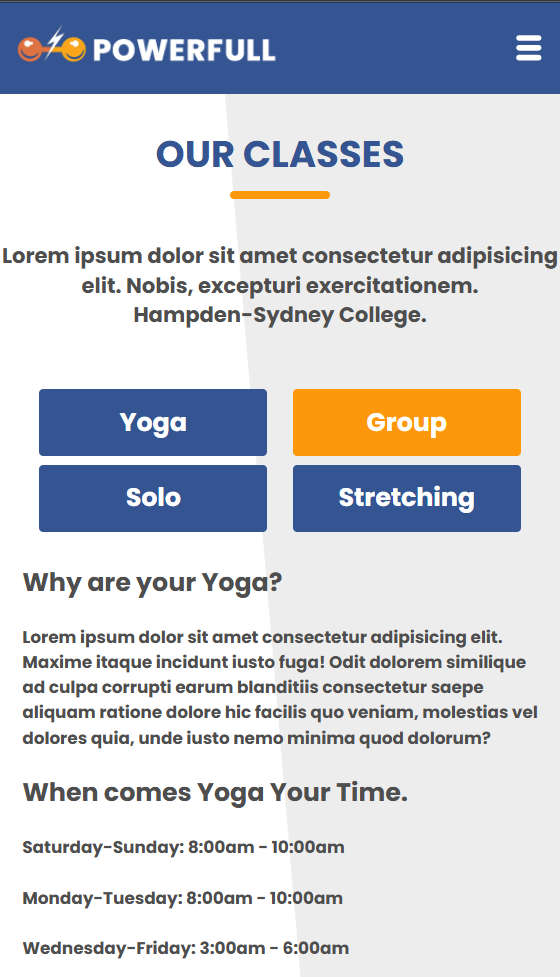 POWERFULL
OUR CLASSES
Lorem ipsum dolor sit amet consectetur adipisicing
elit. Nobis, excepturi exercitationem.
Hampden-Sydney College.
Yoga
Group
Solo
Stretching
Why are your Yoga?
Lorem ipsum dolor sit amet consectetur adipisicing elit.
Maxime itaque incidunt iusto fuga! Odit dolorem similique
ad culpa corrupti earum blanditiis consectetur saepe
aliquam ratione dolore hic facilis quo veniam, molestias vel
dolores quia, unde iusto nemo minima quod dolorum?
When comes Yoga Your Time.
Saturday-Sunday: 8:00am - 10:00am
Monday-Tuesday: 8:00am - 10:00am
Wednesday-Friday: 3:00am - 6:00am